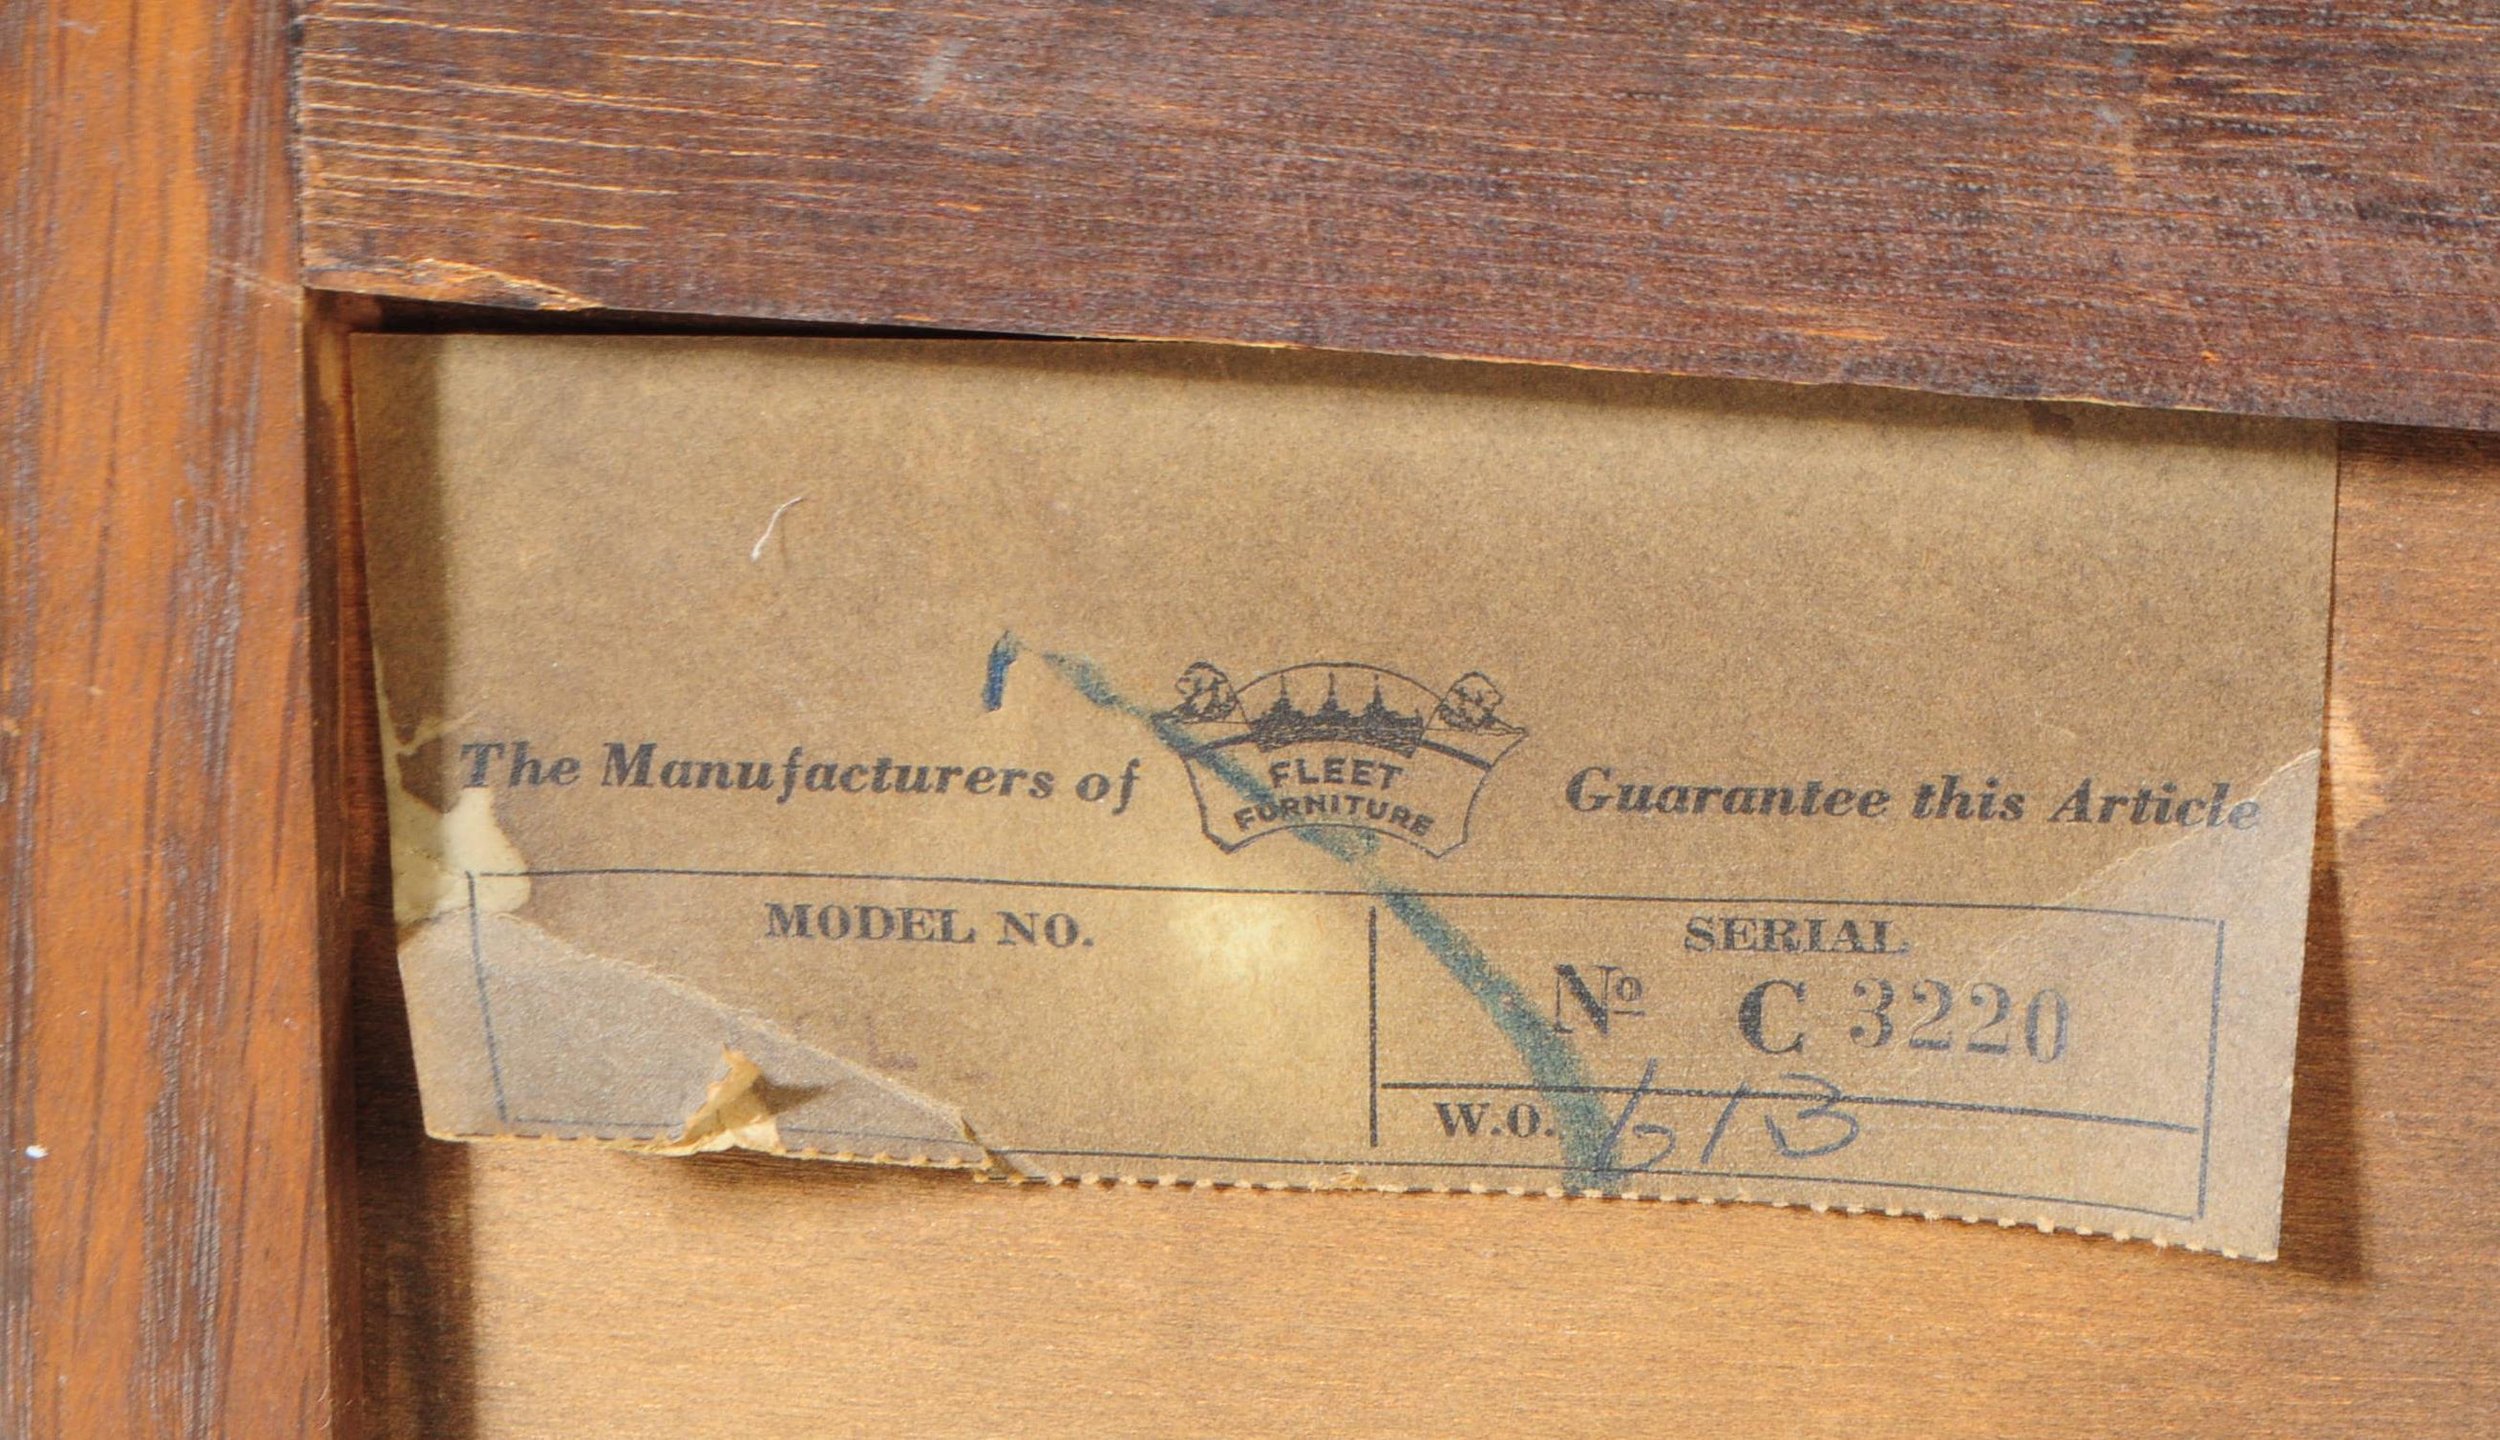 The Manufacturers of FLEET FURNITURE Guarantee this Article
MODEL NO.
SERIAL
Nº C 3220
W.O. 613